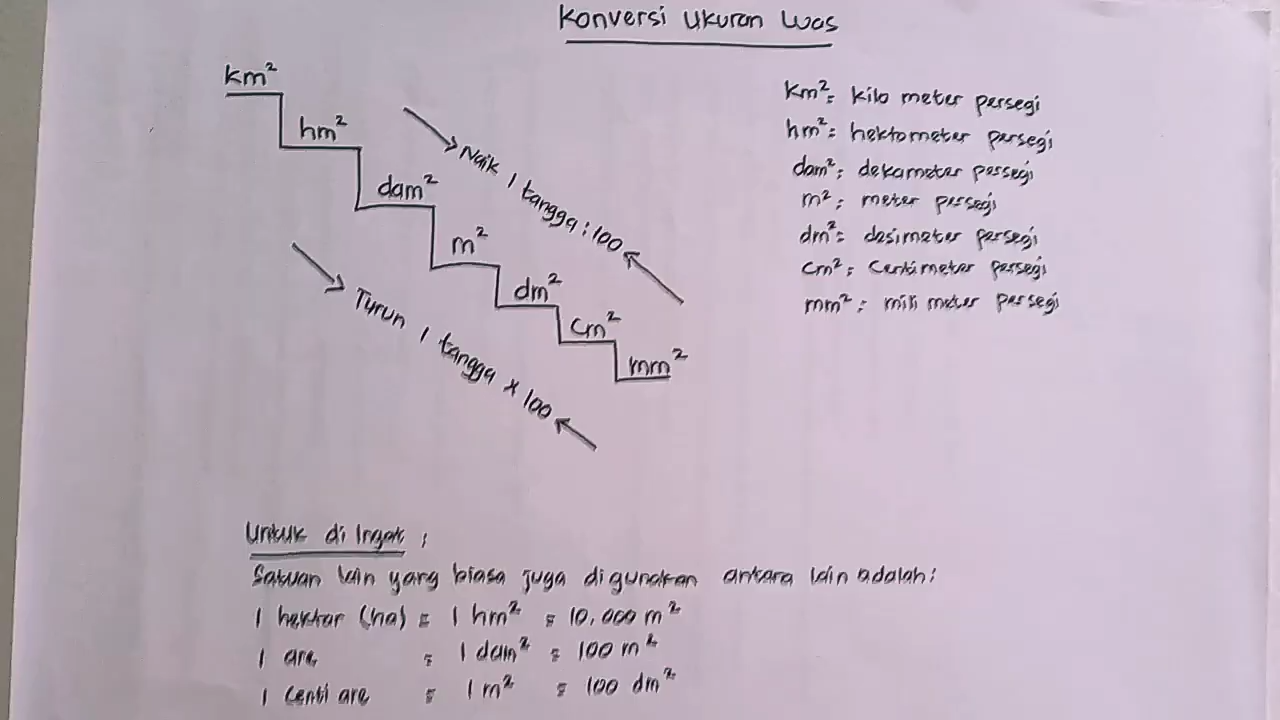 Konversi Ukuran Luas
km²
hm²
dam²
m²
dm²
cm²
mm²
Naik 1 tangga : 100
Turun 1 tangga × 100
km² = kilo meter persegi
hm² = hektometer persegi
dam² = dekameter persegi
m² = meter persegi
dm² = desimeter persegi
cm² = Centimeter persegi
mm² = mili meter persegi
Untuk di Ingat :
Satuan lain yang biasa juga di gunakan antara lain adalah :
1 hektar (ha) = 1 hm² = 10.000 m²
1 are = 1 dam² = 100 m²
1 Centi are = 1 m² = 100 dm²